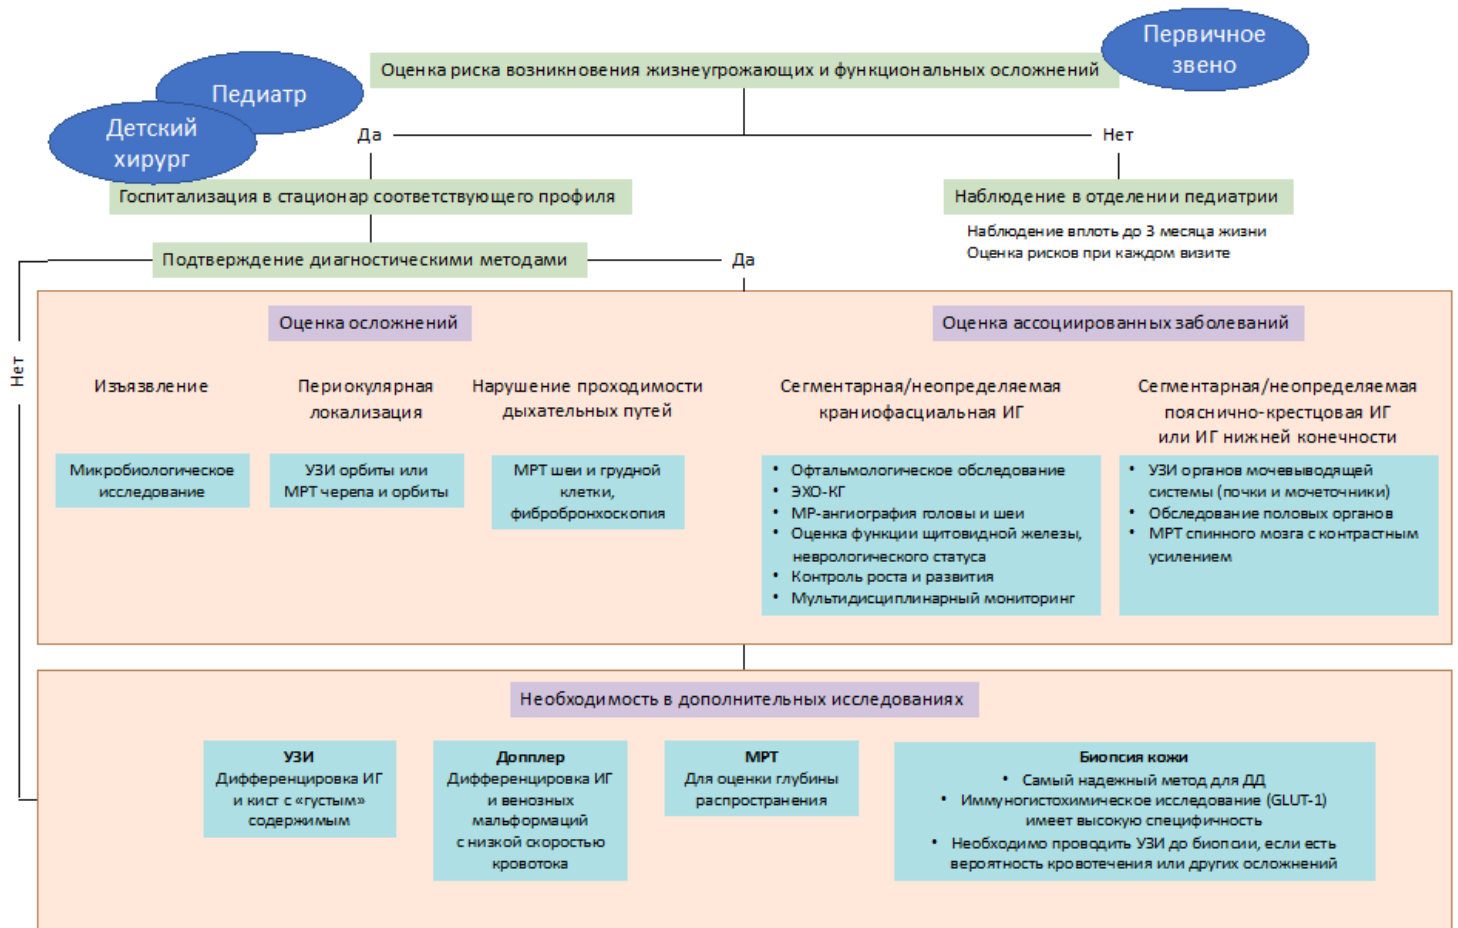 Первичное
звено
Оценка риска возникновения жизнеугрожающих и функциональных осложнений
Педиатр
Детский
хирург
Да
Нет
Госпитализация в стационар соответствующего профиля
Наблюдение в отделении педиатрии
Наблюдение вплоть до 3 месяца жизни
Оценка рисков при каждом визите
Подтверждение диагностическими методами
Да
Нет
Оценка осложнений
Оценка ассоциированных заболеваний
Изъязвление
Микробиологическое
исследование
Периокулярная
локализация
УЗИ орбиты или
МРТ черепа и орбиты
Нарушение проходимости
дыхательных путей
МРТ шеи и грудной
клетки,
фибробронхоскопия
Сегментарная/неопределяемая
краниофасциальная ИГ
• Офтальмологическое обследование
• ЭХО-КГ
• МР-ангиография головы и шеи
• Оценка функции щитовидной железы,
неврологического статуса
• Контроль роста и развития
• Мультидисциплинарный мониторинг
Сегментарная/неопределяемая
пояснично-крестцовая ИГ
или ИГ нижней конечности
• УЗИ органов мочевыводящей
системы (почки и мочеточники)
• Обследование половых органов
• МРТ спинного мозга с контрастным
усилением
Необходимость в дополнительных исследованиях
УЗИ
Дифференцировка ИГ
и кист с «густым»
содержимым
Допплер
Дифференцировка ИГ
и венозных
мальформаций
с низкой скоростью
кровотока
МРТ
Для оценки глубины
распространения
Биопсия кожи
• Самый надежный метод для ДД
• Иммуногистохимическое исследование (GLUT-1)
имеет высокую специфичность
• Необходимо проводить УЗИ до биопсии, если есть
вероятность кровотечения или других осложнений